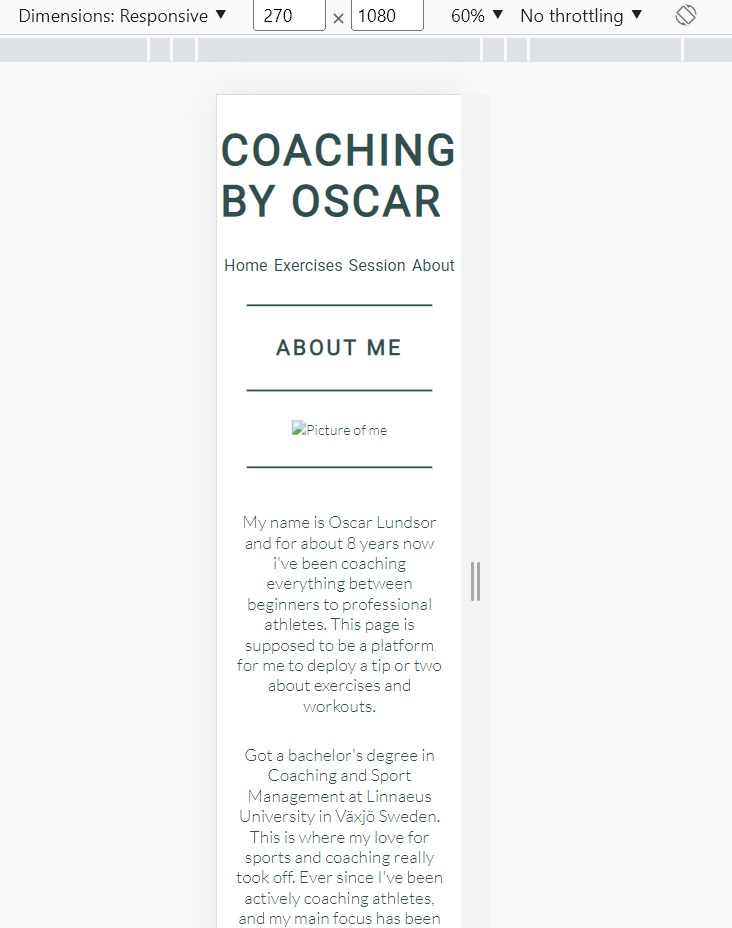 Dimensions: Responsive ▼ 270 × 1080 60% ▼ No throttling ▼
COACHING
BY OSCAR
Home Exercises Session About
ABOUT ME
Picture of me
My name is Oscar Lundsor
and for about 8 years now
i've been coaching
everything between
beginners to professional
athletes. This page is
supposed to be a platform
for me to deploy a tip or two
about exercises and
workouts.
Got a bachelor's degree in
Coaching and Sport
Management at Linnaeus
University in Växjö Sweden.
This is where my love for
sports and coaching really
took off. Ever since I've been
actively coaching athletes,
and my main focus has been